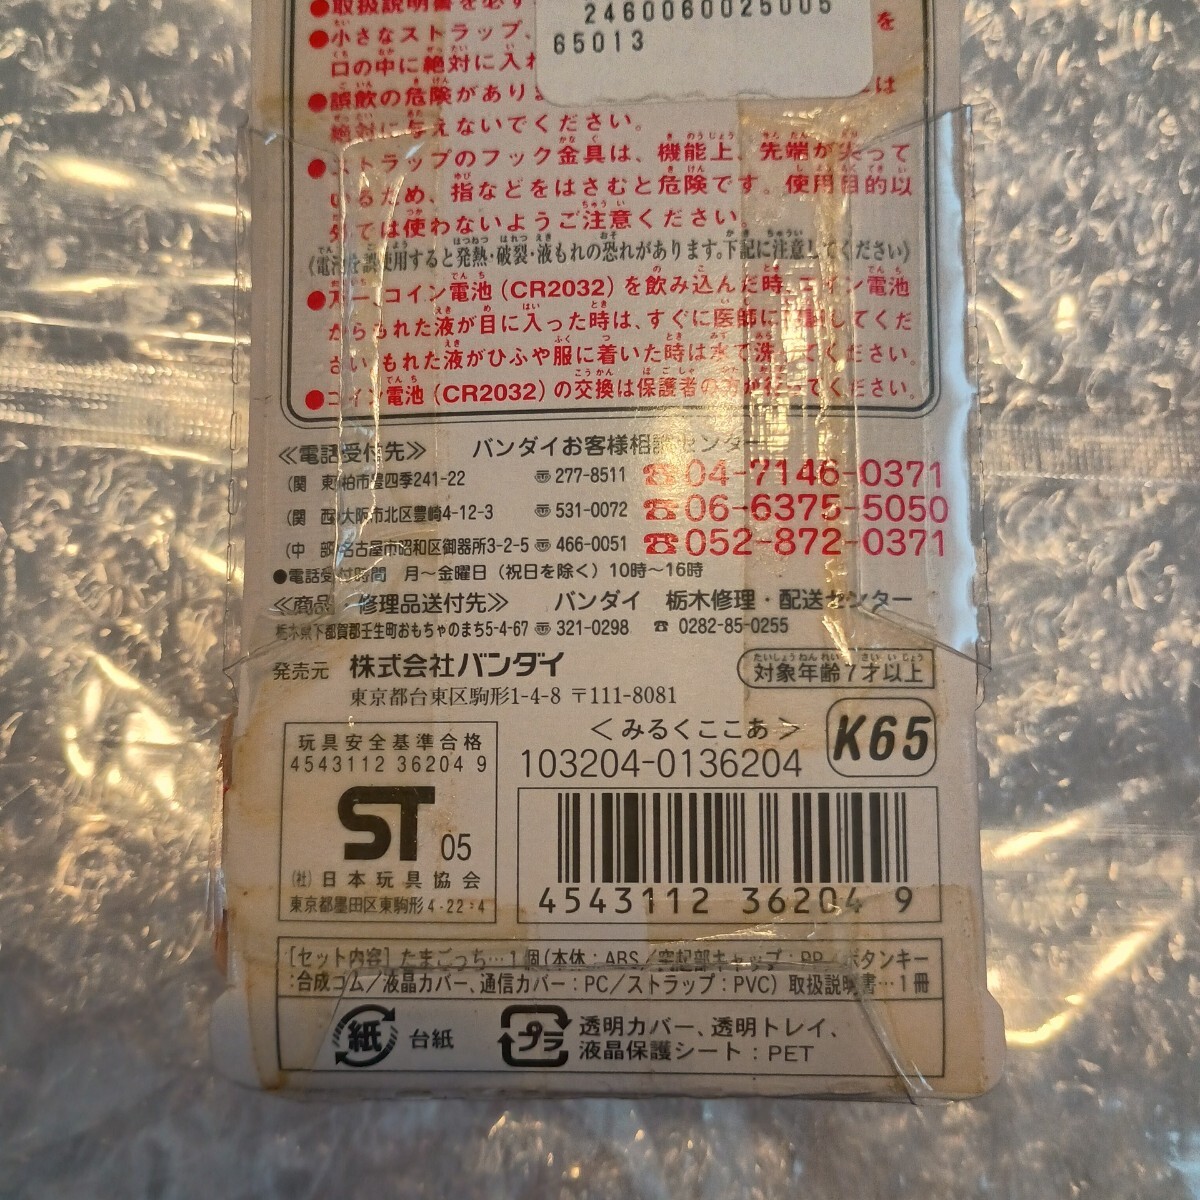 2460060025005
65013
●取扱説明書を必ず
●小さなストラップ、 を
口の中に絶対に入れ
●誤飲の危険がありま は
絶対に与えないでください。
●ストラップのフック金具は、機能上、先端が尖って
いるため、指などをはさむと危険です。使用目的以
外では使わないようご注意ください。
(電池を誤使用すると発熱・破裂・液もれの恐れがあります。下記に注意してください)
●万一、コイン電池(CR2032)を飲み込んだ時、コイン電池
からもれた液が目に入った時は、すぐに医師に してくだ
さい もれた液がひふや服に着いた時は水で洗ってください。
●コイン電池(CR2032)の交換は保護者の方が行ってください。
≪電話受付先≫ バンダイお客様相談センター
(関 東)柏市豊四季241-22 〠277-8511 ☎04-7146-0371
(関 西)大阪市北区豊崎4-12-3 〠531-0072 ☎06-6375-5050
(中 部)名古屋市昭和区御器所3-2-5 〠466-0051 ☎052-872-0371
●電話受付時間 月〜金曜日(祝日を除く)10時〜16時
≪商品・修理品送付先≫ バンダイ 栃木修理・配送センター
栃木県下都賀郡壬生町おもちゃのまち5-4-67 〠321-0298 ☎ 0282-85-0255
発売元 株式会社バンダイ
東京都台東区駒形1-4-8 〒111-8081
対象年齢7才以上
玩具安全基準合格
4543112 36204 9
ST 05
(社)日本玩具協会
東京都墨田区東駒形4-22-4
<みるくここあ>
103204-0136204
K65
4543112 36204 9
[セット内容]たまごっち…1個(本体:ABS/突起部キャップ:PP/ボタンキー
:合成ゴム/液晶カバー、通信カバー:PC/ストラップ:PVC) 取扱説明書…1冊
紙 台紙
プラ 透明カバー、透明トレイ、
液晶保護シート:PET